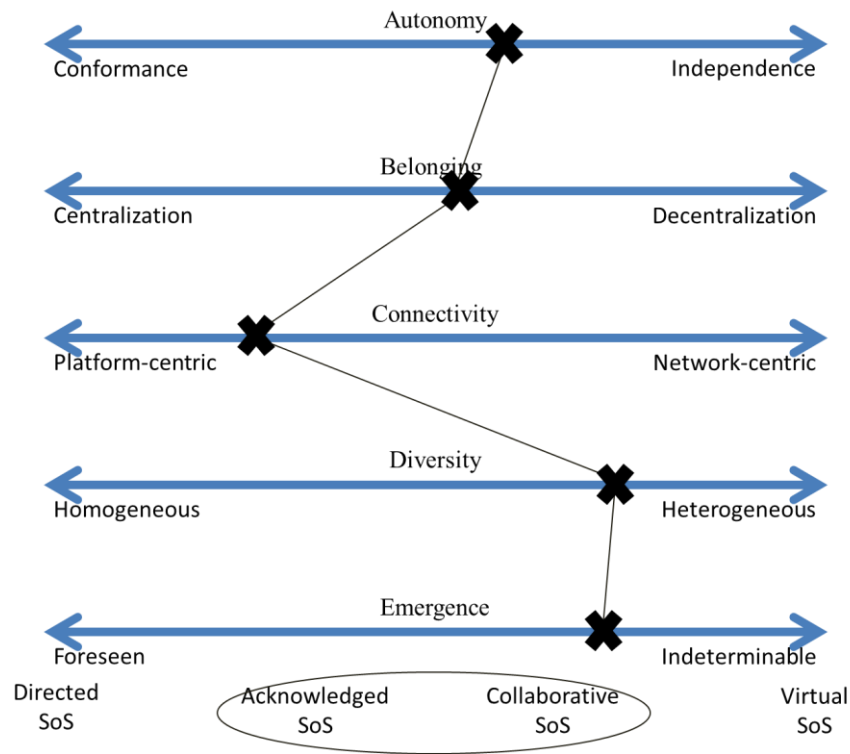 Autonomy
Conformance Independence
Belonging
Centralization Decentralization
Connectivity
Platform-centric Network-centric
Diversity
Homogeneous Heterogeneous
Emergence
Foreseen Indeterminable
Directed Acknowledged Collaborative Virtual
SoS SoS SoS SoS